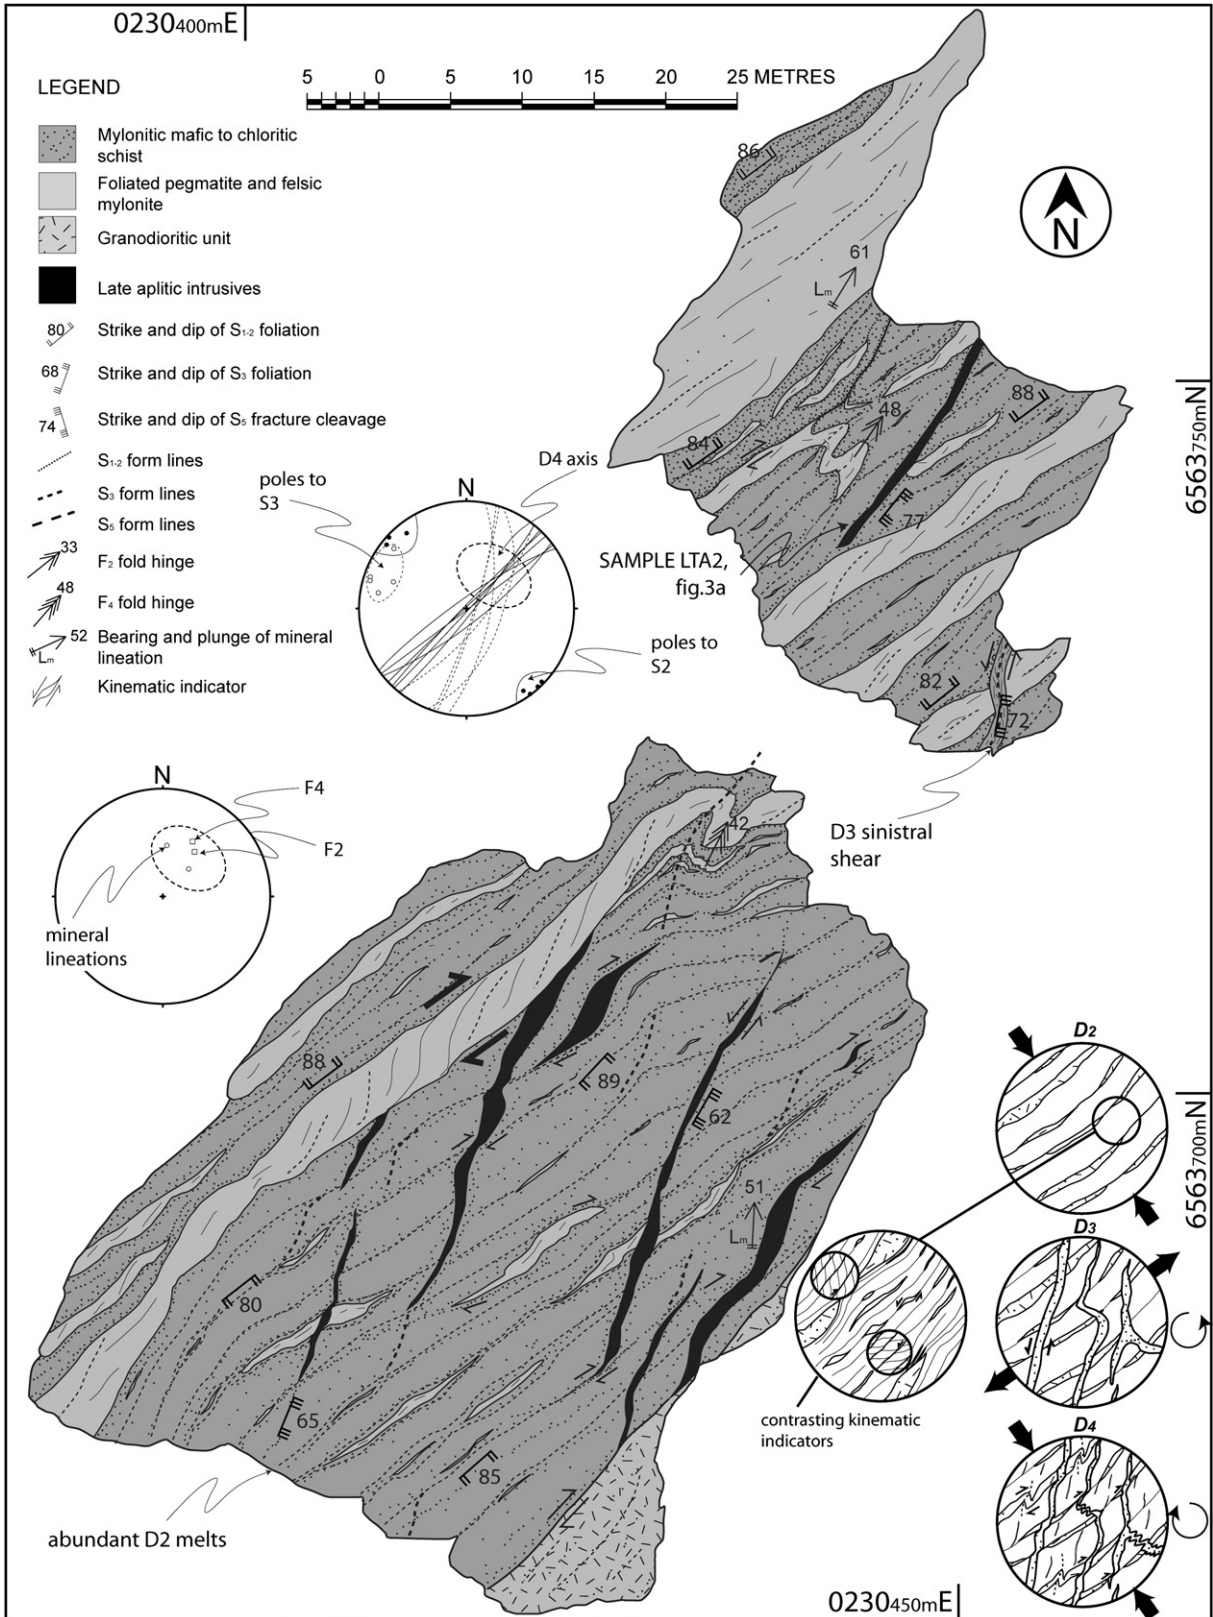 0230400mE
LEGEND
5 0 5 10 15 20 25 METRES
Mylonitic mafic to chloritic
schist
Foliated pegmatite and felsic
mylonite
Granodioritic unit
Late aplitic intrusives
80 Strike and dip of S1-2 foliation
68 Strike and dip of S3 foliation
74 Strike and dip of S5 fracture cleavage
S1-2 form lines
S3 form lines
S5 form lines
33 F2 fold hinge
48 F4 fold hinge
52 Lm Bearing and plunge of mineral
lineation
Kinematic indicator
86
N
61
Lm
88
48
84
77
6563750mN
SAMPLE LTA2,
fig.3a
D4 axis
poles to
S3
N
poles to
S2
82
72
D3 sinistral
shear
N
F4
F2
mineral
lineations
42
88
89
62
51
Lm
80
65
85
abundant D2 melts
D2
6563700mN
D3
contrasting kinematic
indicators
D4
0230450mE